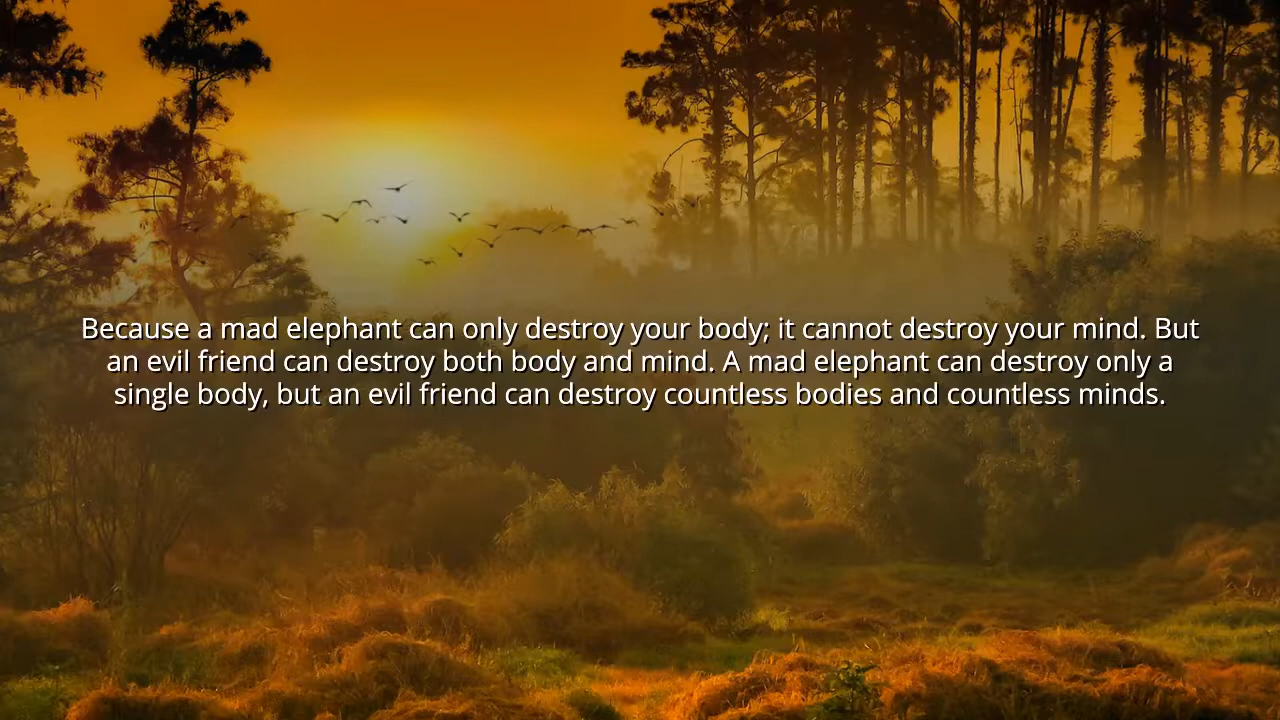 Because a mad elephant can only destroy your body; it cannot destroy your mind. But
an evil friend can destroy both body and mind. A mad elephant can destroy only a
single body, but an evil friend can destroy countless bodies and countless minds.